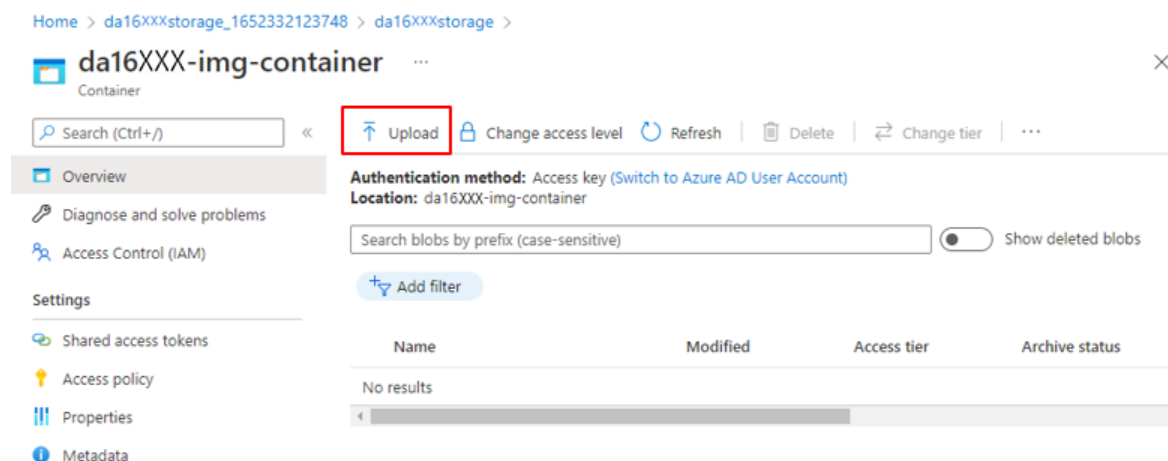 Home > da16XXXstorage_1652332123748 > da16XXXstorage >
da16XXX-img-container ...
Container
Search (Ctrl+/) «
Upload Change access level Refresh Delete Change tier ...
Overview
Authentication method: Access key (Switch to Azure AD User Account)
Location: da16XXX-img-container
Diagnose and solve problems
Access Control (IAM)
Search blobs by prefix (case-sensitive) Show deleted blobs
Add filter
Settings
Shared access tokens
Access policy
Properties
Metadata
Name Modified Access tier Archive status
No results